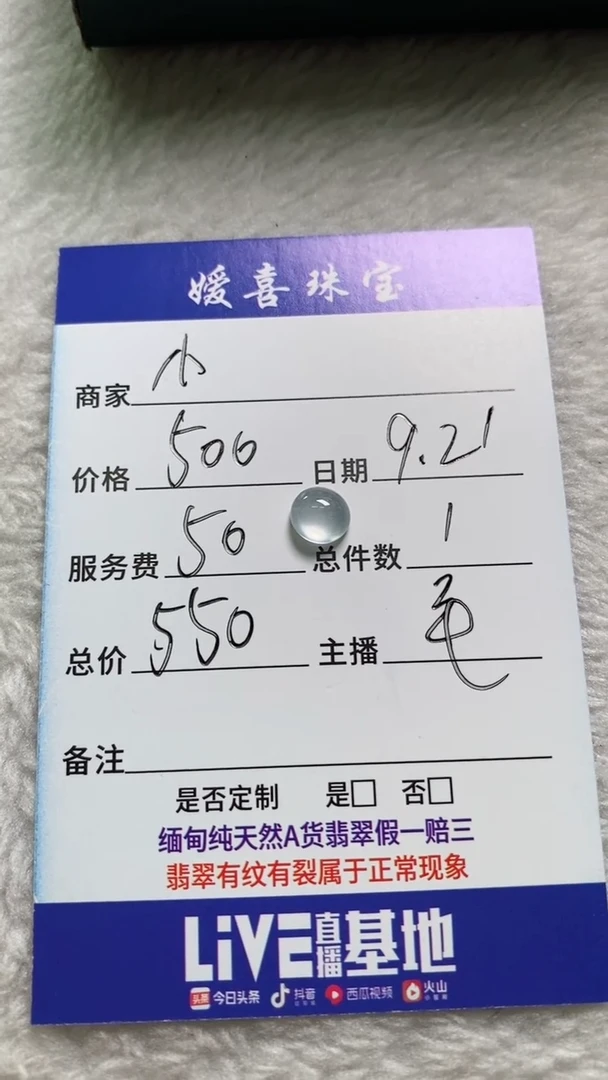 媛喜珠宝
商家 小
价格 500 日期 9.21
服务费 50 总件数 1
总价 550 主播 毛
备注
是否定制 是□ 否□
缅甸纯天然A货翡翠假一赔三
翡翠有纹有裂属于正常现象
LiVE直播基地
头条 今日头条 抖音 西瓜视频 火山